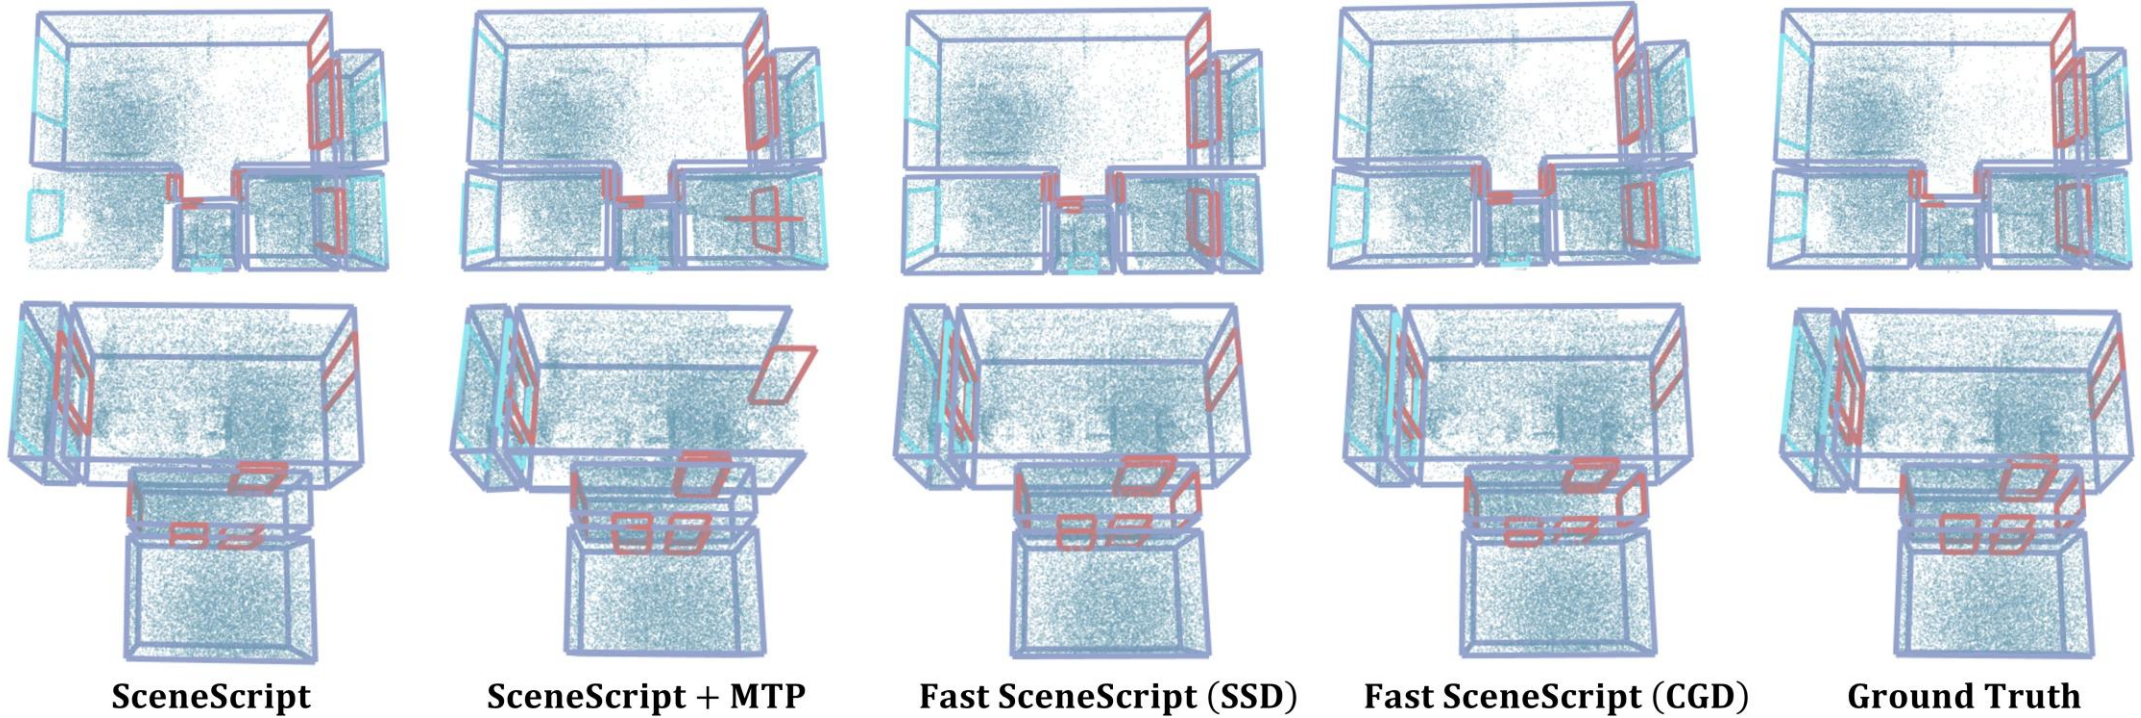 SceneScript
SceneScript + MTP
Fast SceneScript (SSD)
Fast SceneScript (CGD)
Ground Truth